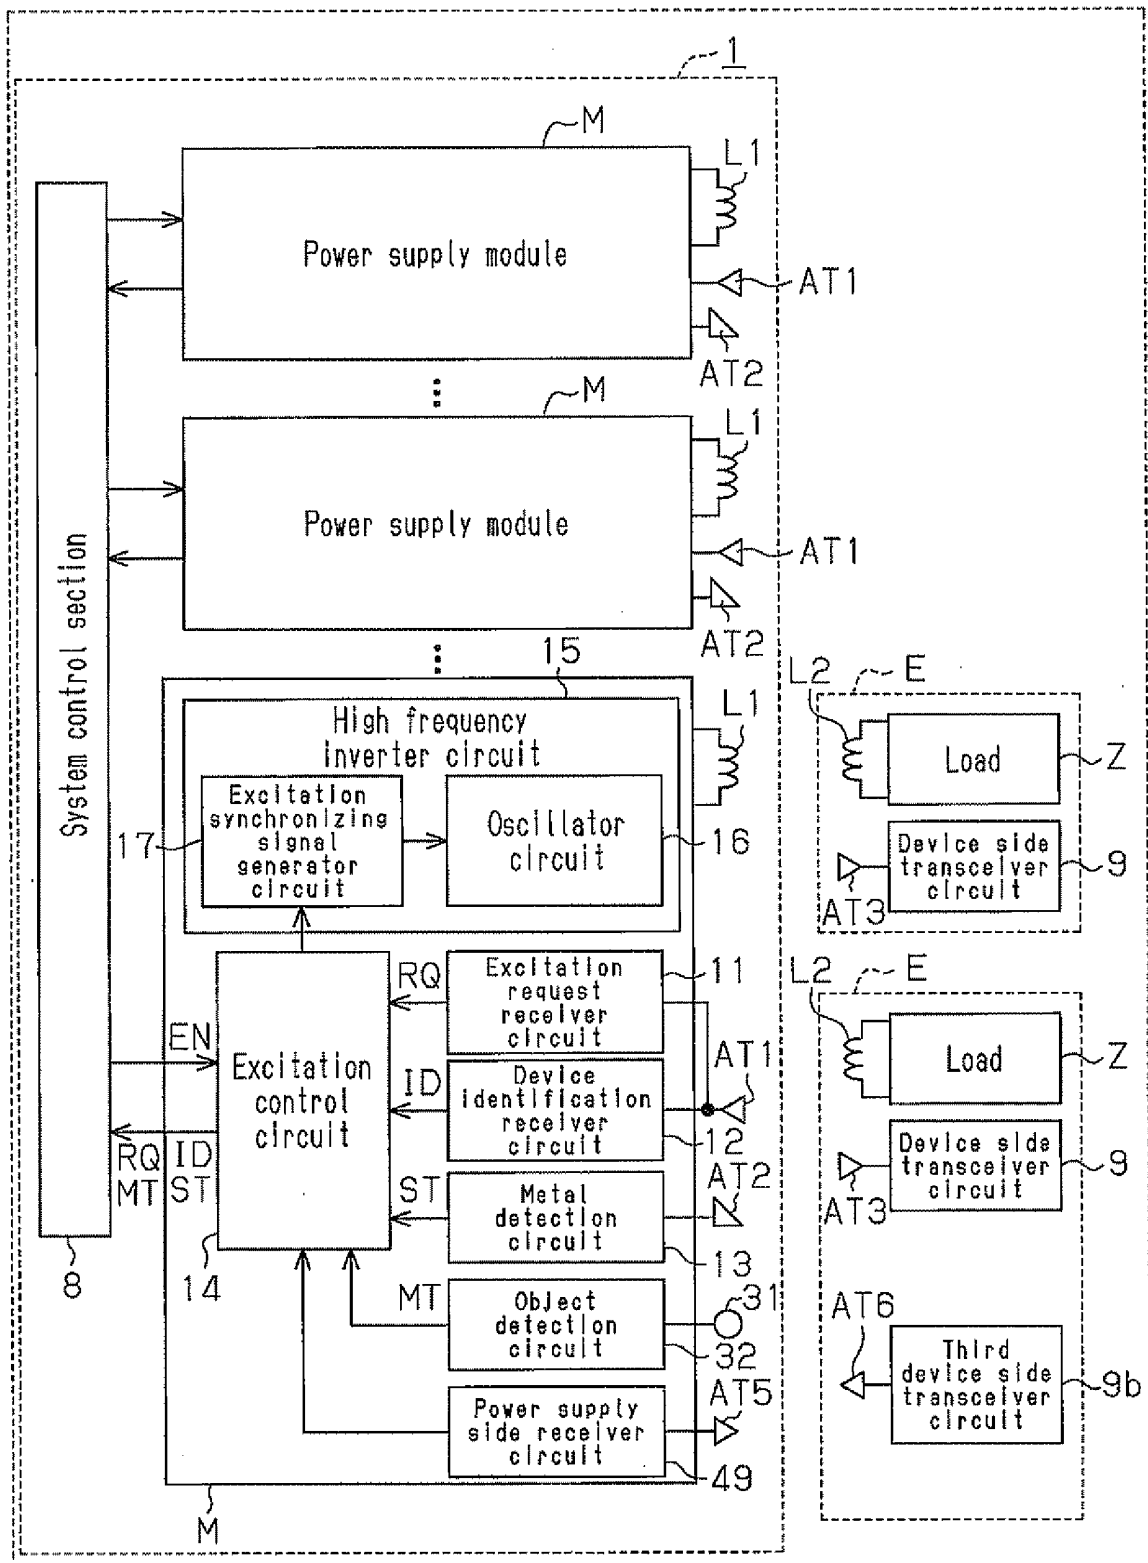 1
M
L1
Power supply module
AT1
AT2
M
L1
Power supply module
AT1
AT2
System control section
8
15
High frequency
inverter circuit
L1
Excitation
synchronizing
signal
generator
circuit
17
Oscillator
circuit
16
RQ
Excitation
request
receiver
circuit
11
EN
Excitation
control
circuit
14
ID
Device
identification
receiver
circuit
12
AT1
RQ ID
MT ST
ST
Metal
detection
circuit
13
AT2
MT
Object
detection
circuit
32
31
Power supply
side receiver
circuit
49
AT5
M
L2
E
Load
Z
Device side
transceiver
circuit
9
AT3
L2
E
Load
Z
Device side
transceiver
circuit
9
AT3
AT6
Third
device side
transceiver
circuit
9b